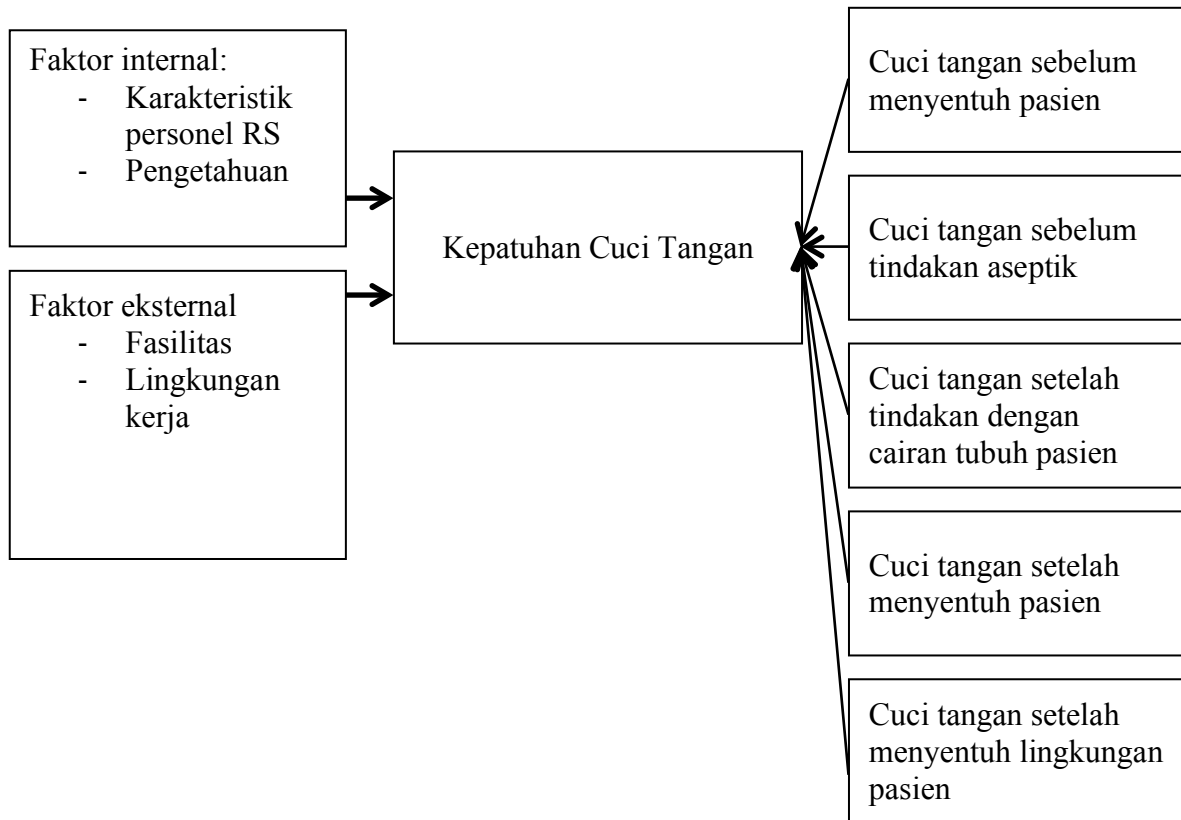 Faktor internal:
- Karakteristik
personel RS
- Pengetahuan
Faktor eksternal
- Fasilitas
- Lingkungan
kerja
Kepatuhan Cuci Tangan
Cuci tangan sebelum
menyentuh pasien
Cuci tangan sebelum
tindakan aseptik
Cuci tangan setelah
tindakan dengan
cairan tubuh pasien
Cuci tangan setelah
menyentuh pasien
Cuci tangan setelah
menyentuh lingkungan
pasien